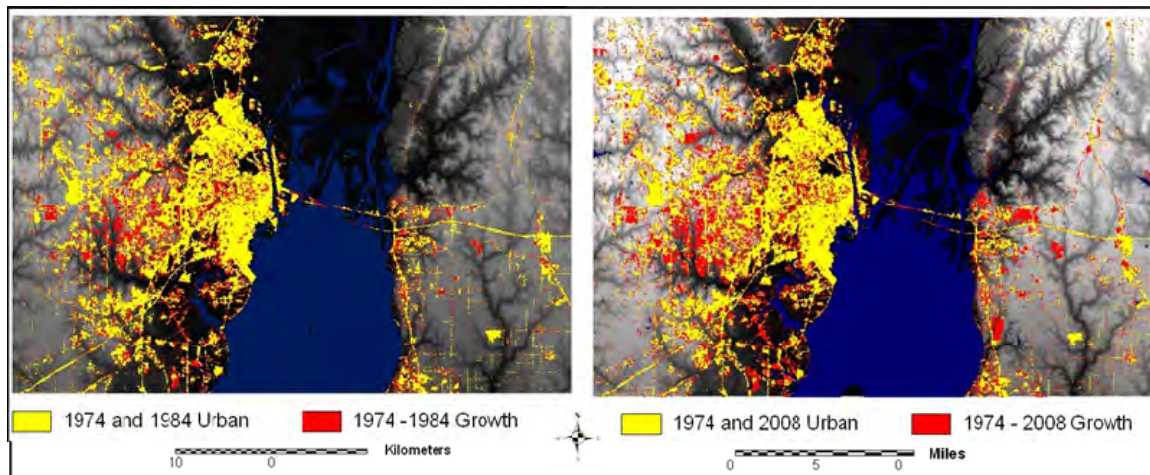 1974 and 1984 Urban 1974 -1984 Growth
10 0 Kilometers
1974 and 2008 Urban 1974 - 2008 Growth
0 5 0 Miles